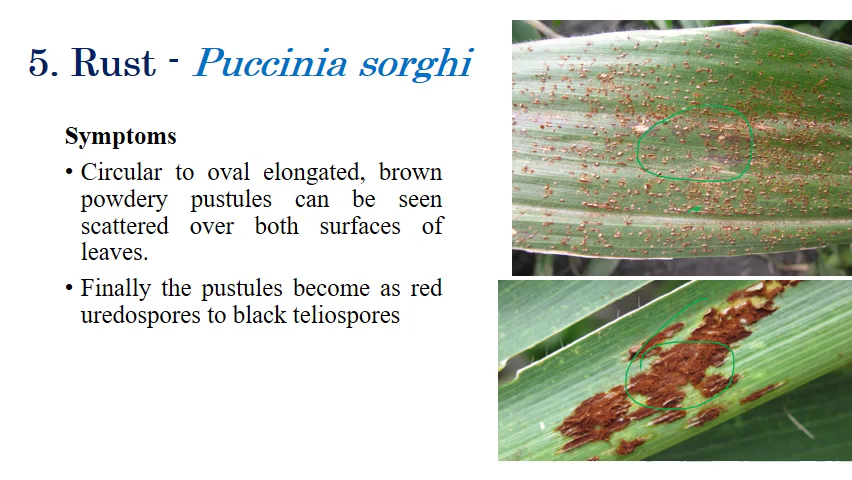 5. Rust - Puccinia sorghi
Symptoms
• Circular to oval elongated, brown
powdery pustules can be seen
scattered over both surfaces of
leaves.
• Finally the pustules become as red
uredospores to black teliospores